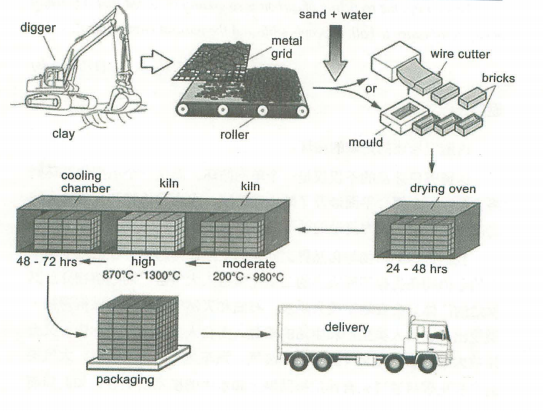 digger
clay
metal
grid
roller
sand + water
or
wire cutter
bricks
mould
drying oven
24 - 48 hrs
cooling
chamber
kiln
kiln
48 - 72 hrs
high
870°C - 1300°C
moderate
200°C - 980°C
packaging
delivery